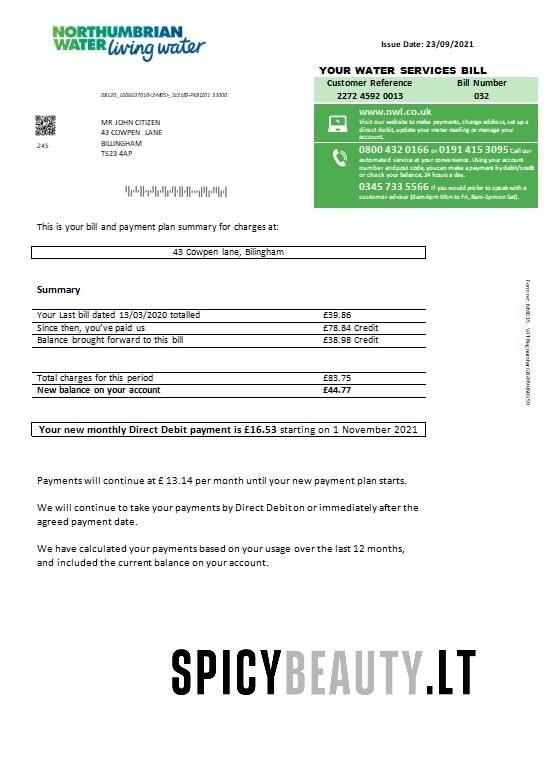 NORTHUMBRIAN
WATER living water
Issue Date: 23/09/2021
YOUR WATER SERVICES BILL
Customer Reference Bill Number
2272 4592 0013 032
www.nwl.co.uk
Visit our website to make payments, change address, set up a
direct debit, update your meter reading or manage your
account.
0800 432 0166 or 0191 415 3095 Call our
automated service at your convenience. Using your account
number and post code, you can make a payment by debit/credit
or check your balance, 24 hours a day.
0345 733 5566 If you would prefer to speak with a
customer advisor (8am-6pm Mon to Fri, 8am-1pm on Sat).
245
MR JOHN CITIZEN
43 COWPEN LANE
BILLINGHAM
TS23 4AP
This is your bill and payment plan summary for charges at:
43 Cowpen lane, Bilingham
Summary
Your Last bill dated 13/03/2020 totalled £39.86
Since then, you've paid us £78.84 Credit
Balance brought forward to this bill £38.98 Credit
Total charges for this period £83.75
New balance on your account £44.77
Your new monthly Direct Debit payment is £16.53 starting on 1 November 2021
Payments will continue at £ 13.14 per month until your new payment plan starts.
We will continue to take your payments by Direct Debit on or immediately after the
agreed payment date.
We have calculated your payments based on your usage over the last 12 months,
and included the current balance on your account.
SPICYBEAUTY.LT